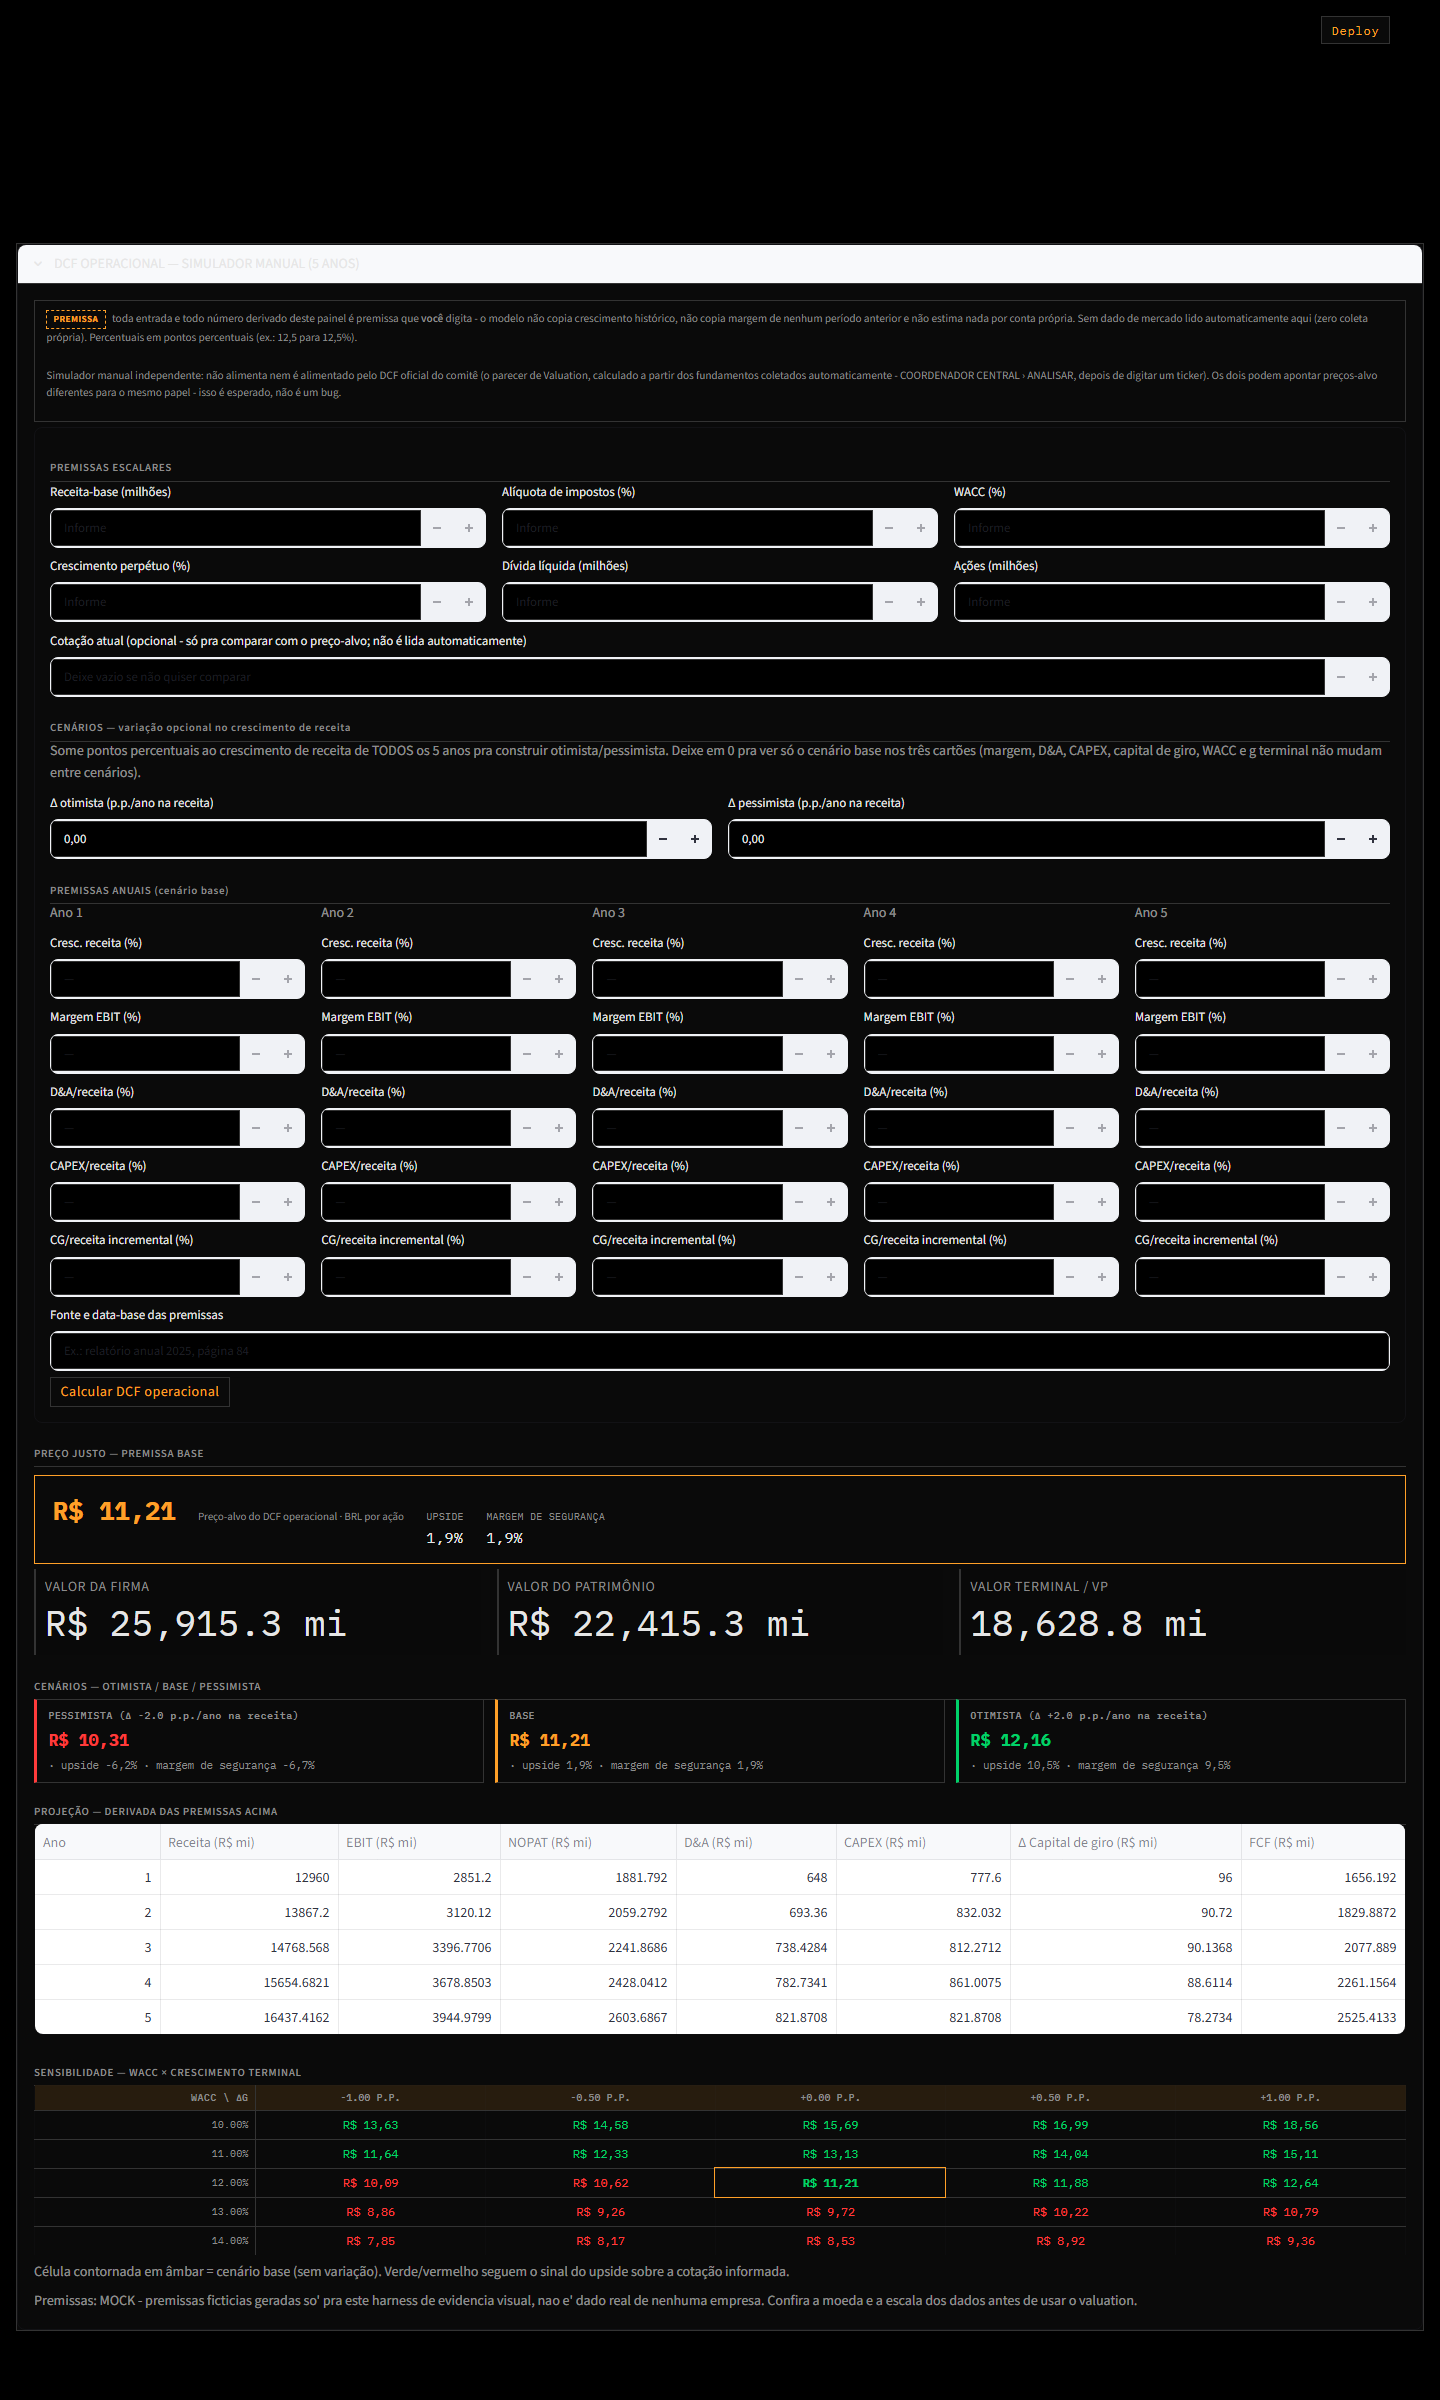 Deploy
DCF OPERACIONAL — SIMULADOR MANUAL (5 ANOS)
PREMISSA toda entrada e todo número derivado deste painel é premissa que você digita - o modelo não copia crescimento histórico, não copia margem de nenhum período anterior e não estima nada por conta própria. Sem dado de mercado lido automaticamente aqui (zero coleta
própria). Percentuais em pontos percentuais (ex.: 12,5 para 12,5%).
Simulador manual independente: não alimenta nem é alimentado pelo DCF oficial do comitê (o parecer de Valuation, calculado a partir dos fundamentos coletados automaticamente - COORDENADOR CENTRAL › ANALISAR, depois de digitar um ticker). Os dois podem apontar preços-alvo
diferentes para o mesmo papel - isso é esperado, não é um bug.
PREMISSAS ESCALARES
Receita-base (milhões) Alíquota de impostos (%) WACC (%)
Informe − + Informe − + Informe − +
Crescimento perpétuo (%) Dívida líquida (milhões) Ações (milhões)
Informe − + Informe − + Informe − +
Cotação atual (opcional - só pra comparar com o preço-alvo; não é lida automaticamente)
Deixe vazio se não quiser comparar − +
CENÁRIOS — variação opcional no crescimento de receita
Some pontos percentuais ao crescimento de receita de TODOS os 5 anos pra construir otimista/pessimista. Deixe em 0 pra ver só o cenário base nos três cartões (margem, D&A, CAPEX, capital de giro, WACC e g terminal não mudam
entre cenários).
Δ otimista (p.p./ano na receita) Δ pessimista (p.p./ano na receita)
0,00 − + 0,00 − +
PREMISSAS ANUAIS (cenário base)
Ano 1 Ano 2 Ano 3 Ano 4 Ano 5
Cresc. receita (%) Cresc. receita (%) Cresc. receita (%) Cresc. receita (%) Cresc. receita (%)
— − + — − + — − + — − + — − +
Margem EBIT (%) Margem EBIT (%) Margem EBIT (%) Margem EBIT (%) Margem EBIT (%)
— − + — − + — − + — − + — − +
D&A/receita (%) D&A/receita (%) D&A/receita (%) D&A/receita (%) D&A/receita (%)
— − + — − + — − + — − + — − +
CAPEX/receita (%) CAPEX/receita (%) CAPEX/receita (%) CAPEX/receita (%) CAPEX/receita (%)
— − + — − + — − + — − + — − +
CG/receita incremental (%) CG/receita incremental (%) CG/receita incremental (%) CG/receita incremental (%) CG/receita incremental (%)
— − + — − + — − + — − + — − +
Fonte e data-base das premissas
Ex.: relatório anual 2025, página 84
Calcular DCF operacional
PREÇO JUSTO — PREMISSA BASE
R$ 11,21 Preço-alvo do DCF operacional · BRL por ação UPSIDE MARGEM DE SEGURANÇA
1,9% 1,9%
VALOR DA FIRMA VALOR DO PATRIMÔNIO VALOR TERMINAL / VP
R$ 25,915.3 mi R$ 22,415.3 mi 18,628.8 mi
CENÁRIOS — OTIMISTA / BASE / PESSIMISTA
PESSIMISTA (Δ -2.0 p.p./ano na receita) BASE OTIMISTA (Δ +2.0 p.p./ano na receita)
R$ 10,31 R$ 11,21 R$ 12,16
· upside -6,2% · margem de segurança -6,7% · upside 1,9% · margem de segurança 1,9% · upside 10,5% · margem de segurança 9,5%
PROJEÇÃO — DERIVADA DAS PREMISSAS ACIMA
Ano Receita (R$ mi) EBIT (R$ mi) NOPAT (R$ mi) D&A (R$ mi) CAPEX (R$ mi) Δ Capital de giro (R$ mi) FCF (R$ mi)
1 12960 2851.2 1881.792 648 777.6 96 1656.192
2 13867.2 3120.12 2059.2792 693.36 832.032 90.72 1829.8872
3 14768.568 3396.7706 2241.8686 738.4284 812.2712 90.1368 2077.889
4 15654.6821 3678.8503 2428.0412 782.7341 861.0075 88.6114 2261.1564
5 16437.4162 3944.9799 2603.6867 821.8708 821.8708 78.2734 2525.4133
SENSIBILIDADE — WACC × CRESCIMENTO TERMINAL
WACC \ ΔG -1.00 P.P. -0.50 P.P. +0.00 P.P. +0.50 P.P. +1.00 P.P.
10.00% R$ 13,63 R$ 14,58 R$ 15,69 R$ 16,99 R$ 18,56
11.00% R$ 11,64 R$ 12,33 R$ 13,13 R$ 14,04 R$ 15,11
12.00% R$ 10,09 R$ 10,62 R$ 11,21 R$ 11,88 R$ 12,64
13.00% R$ 8,86 R$ 9,26 R$ 9,72 R$ 10,22 R$ 10,79
14.00% R$ 7,85 R$ 8,17 R$ 8,53 R$ 8,92 R$ 9,36
Célula contornada em âmbar = cenário base (sem variação). Verde/vermelho seguem o sinal do upside sobre a cotação informada.
Premissas: MOCK - premissas ficticias geradas so' pra este harness de evidencia visual, nao e' dado real de nenhuma empresa. Confira a moeda e a escala dos dados antes de usar o valuation.